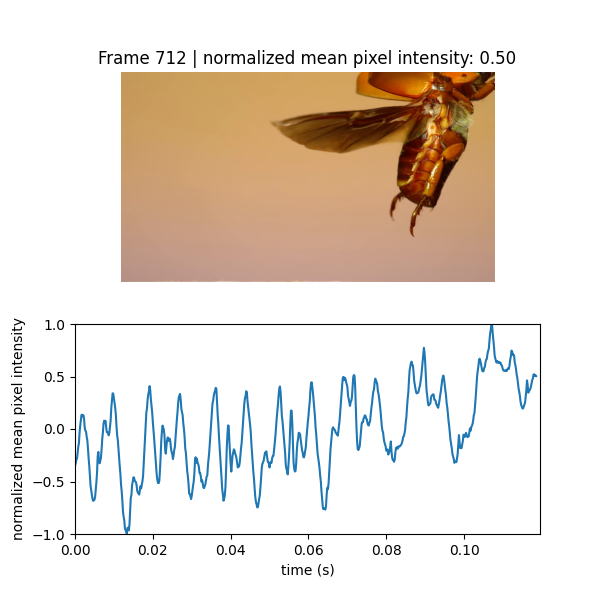 Frame 712 | normalized mean pixel intensity: 0.50
normalized mean pixel intensity
1.0
0.5
0.0
−0.5
−1.0
0.00 0.02 0.04 0.06 0.08 0.10
time (s)